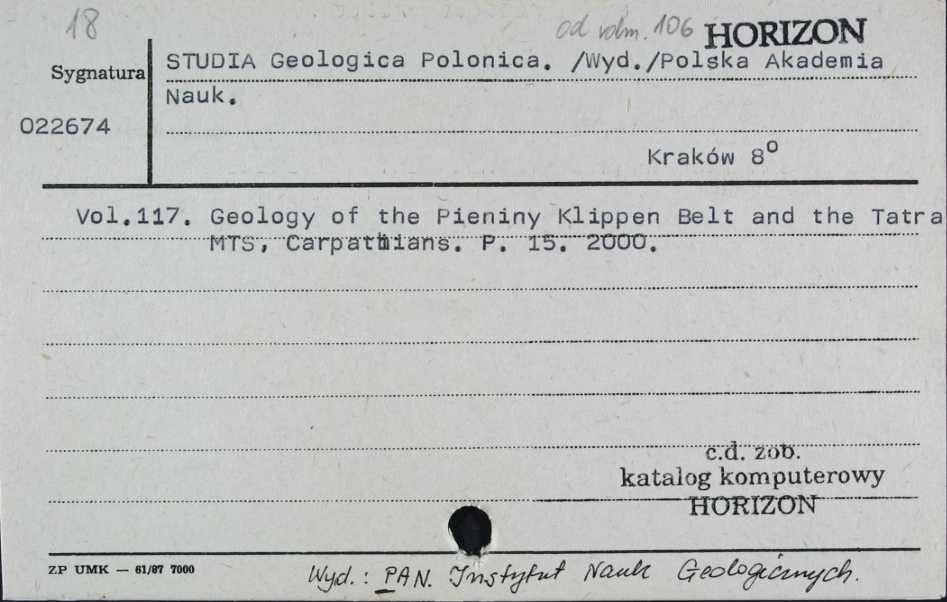 18
od volm. 106 HORIZON
Sygnatura
022674
STUDIA Geologica Polonica. /Wyd./Polska Akademia
Nauk.
Kraków 8°
Vol.117. Geology of the Pieniny Klippen Belt and the Tatra
MTS, Carpathians. P. 15. 2000.
c.d. zob.
katalog komputerowy
HORIZON
ZP UMK — 61/87 7000
Wyd.: PAN. Instytut Nauk Geologicznych.